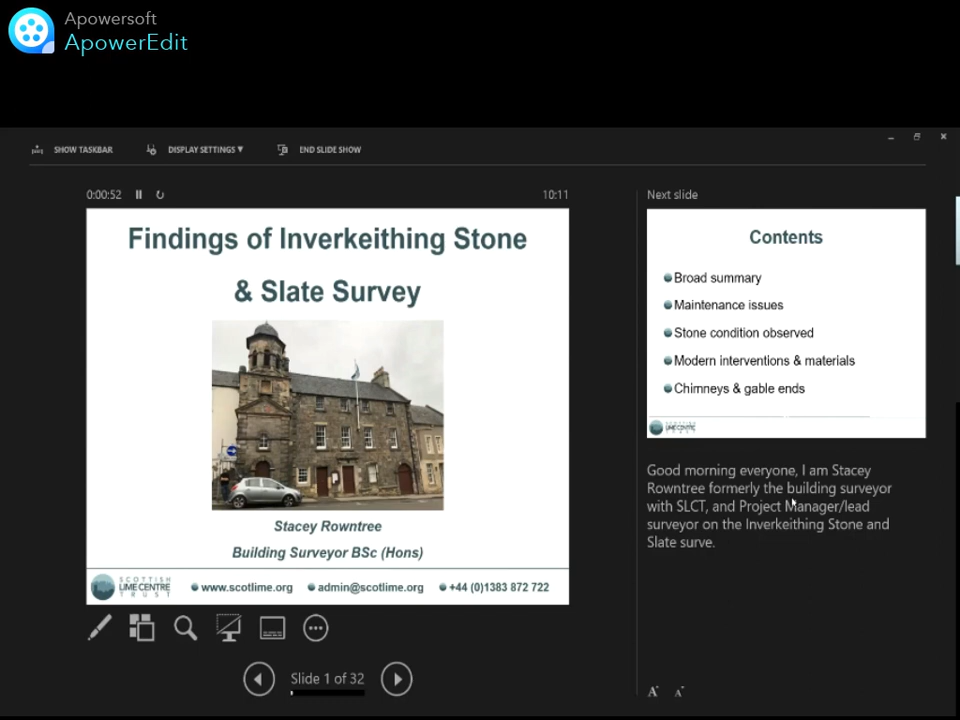 Apowersoft
ApowerEdit
SHOW TASKBAR
DISPLAY SETTINGS ▼
END SLIDE SHOW
0:00:52
10:11
Findings of Inverkeithing Stone
& Slate Survey
Stacey Rowntree
Building Surveyor BSc (Hons)
SCOTTISH
LIME CENTRE
TRUST
www.scotlime.org
admin@scotlime.org
+44 (0)1383 872 722
Slide 1 of 32
Next slide
Contents
Broad summary
Maintenance issues
Stone condition observed
Modern interventions & materials
Chimneys & gable ends
Good morning everyone, I am Stacey
Rowntree formerly the building surveyor
with SLCT, and Project Manager/lead
surveyor on the Inverkeithing Stone and
Slate surve.
A
A